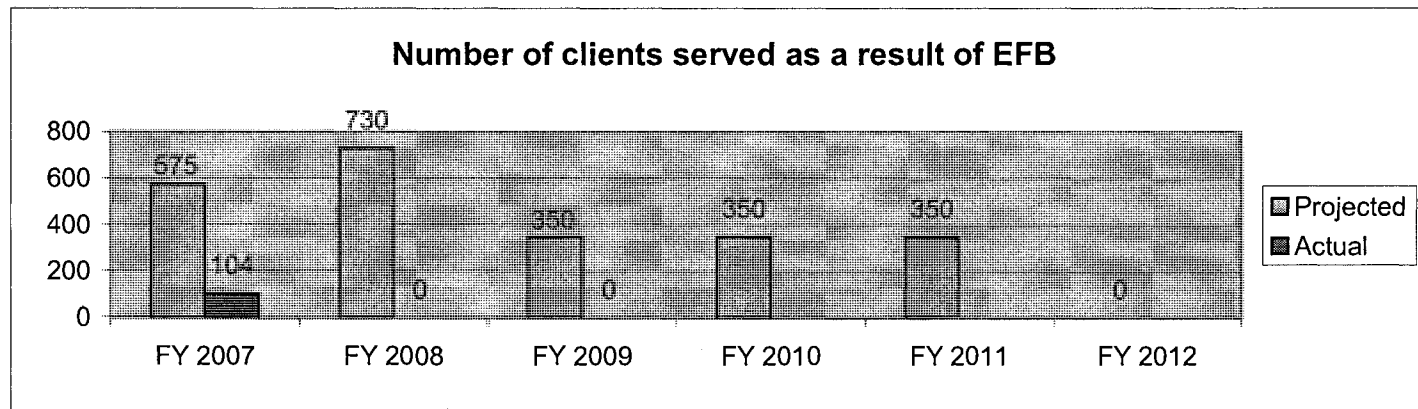 Number of clients served as a result of EFB
800
600
400
200
0
575
104
730
0
350
0
350
350
0
FY 2007
FY 2008
FY 2009
FY 2010
FY 2011
FY 2012
Projected
Actual